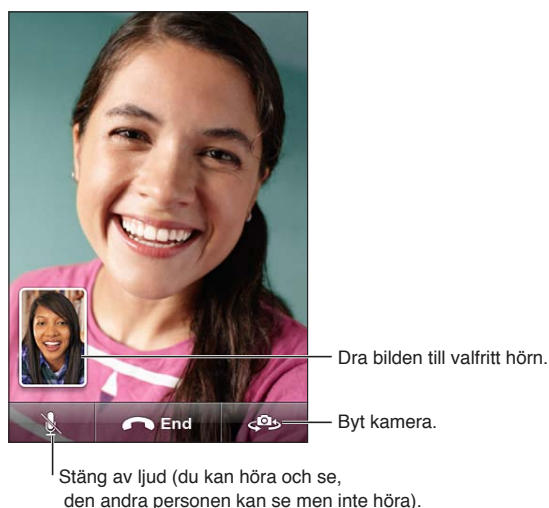 Dra bilden till valfritt hörn.
End
Byt kamera.
Stäng av ljud (du kan höra och se,
den andra personen kan se men inte höra).